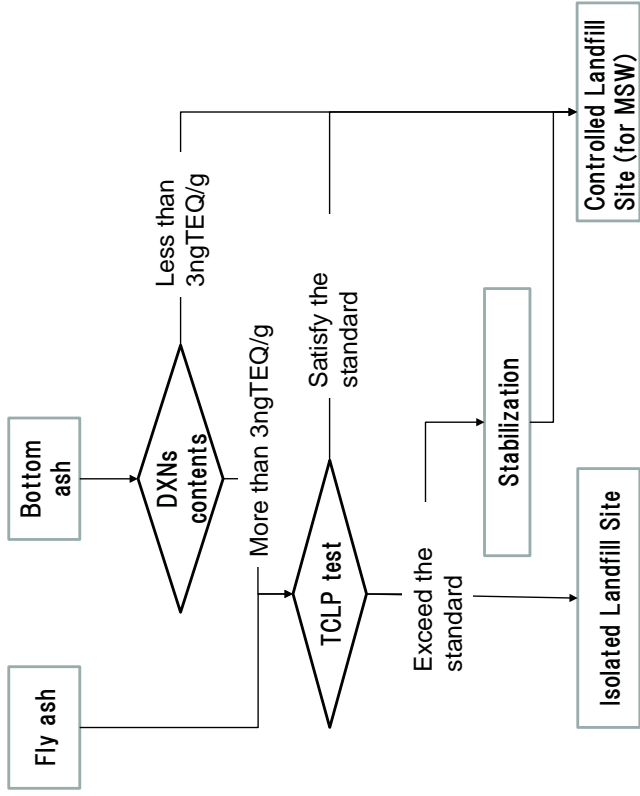 Fly ash
Bottom
ash
DXNs
contents
Less than
3ngTEQ/g
More than 3ngTEQ/g
TCLP test
Satisfy the
standard
Exceed the
standard
Stabilization
Isolated Landfill Site
Controlled Landfill
Site (for MSW)